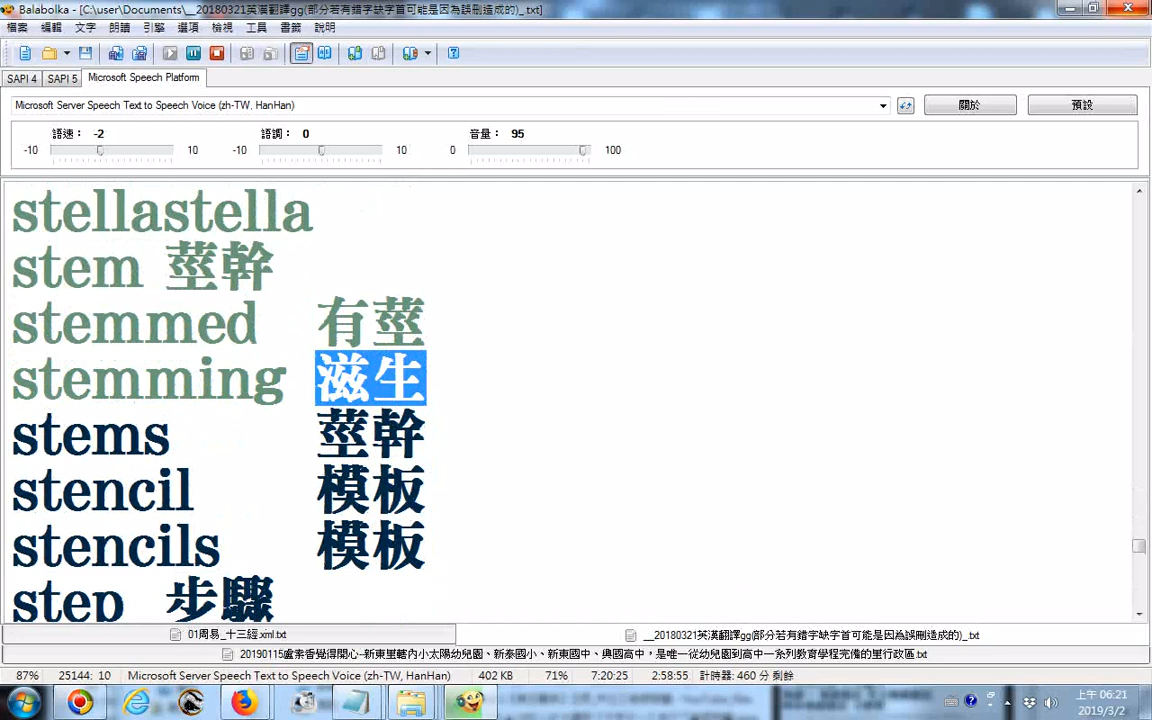 Balabolka - [C:\user\Documents\__20180321英漢翻譯gg(部分若有錯字缺字首可能是因為誤刪造成的)_txt]
檔案 編輯 文字 朗讀 引擎 選項 檢視 工具 書籤 說明
SAPI 4 SAPI 5 Microsoft Speech Platform
Microsoft Server Speech Text to Speech Voice (zh-TW, HanHan) 關於 預設
語速： -2 語調： 0 音量： 95
-10 10 -10 10 0 100
stellastella
stem 莖幹
stemmed 有莖
stemming 滋生
stems 莖幹
stencil 模板
stencils 模板
step 步驟
01周易_十三經.xml.txt __20180321英漢翻譯gg(部分若有錯字缺字首可能是因為誤刪造成的)_txt
20190115盧素香覺得開心-新東里轄內小太陽幼兒園、新泰國小、新東國中、興國高中，是唯一從幼兒園到高中一系列教育學程完備的里行政區.txt
87% 25144: 10 Microsoft Server Speech Text to Speech Voice (zh-TW, HanHan) 402 KB 71% 7:20:25 2:58:55 計時器: 460 分 剩餘
上午 06:21
2019/3/2